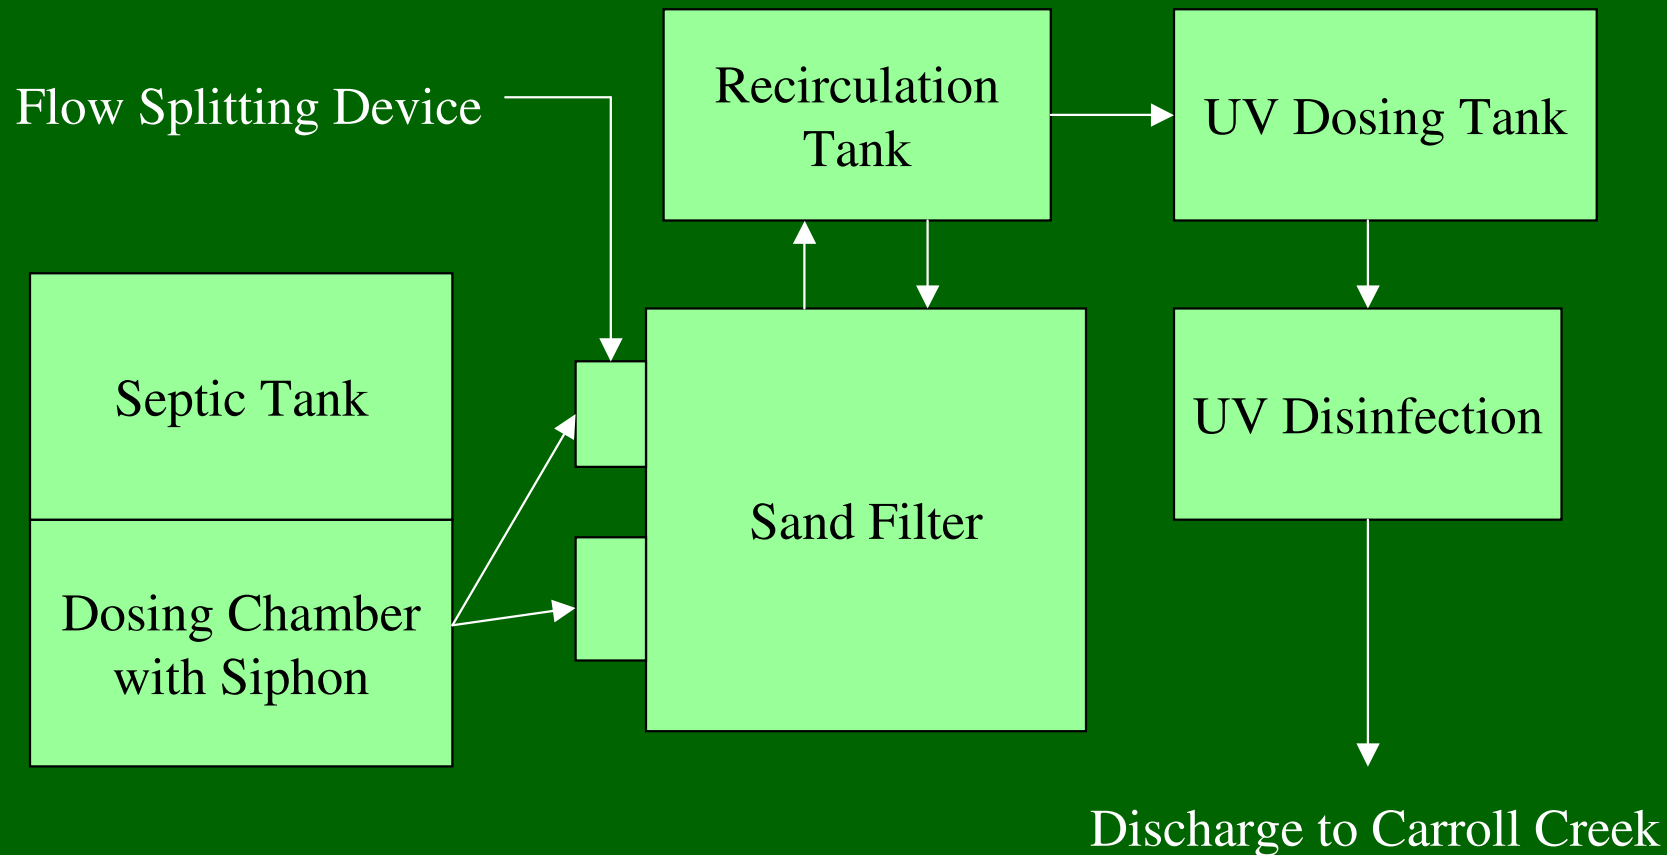 Flow Splitting Device
Recirculation
Tank
UV Dosing Tank
Septic Tank
Dosing Chamber
with Siphon
Sand Filter
UV Disinfection
Discharge to Carroll Creek